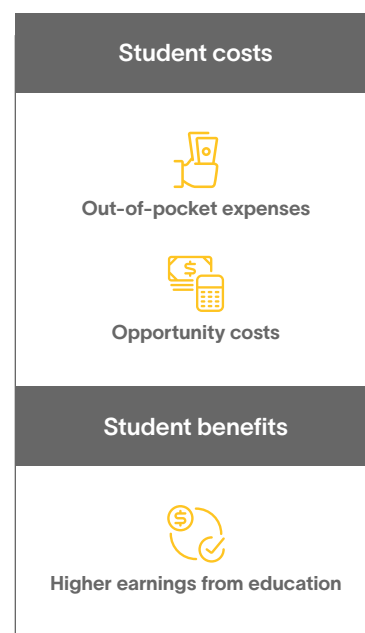 Student costs
Out-of-pocket expenses
$
Opportunity costs
Student benefits
$
Higher earnings from education